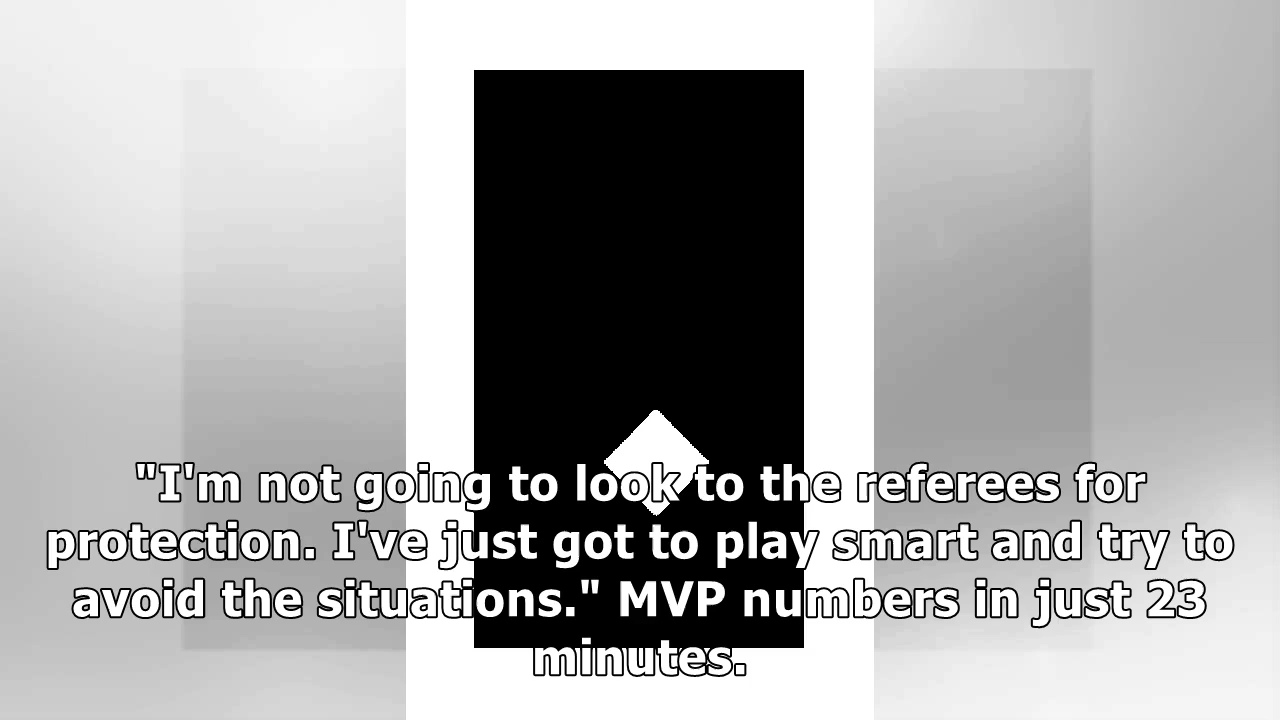 "I'm not going to look to the referees for
protection. I've just got to play smart and try to
avoid the situations." MVP numbers in just 23
minutes.